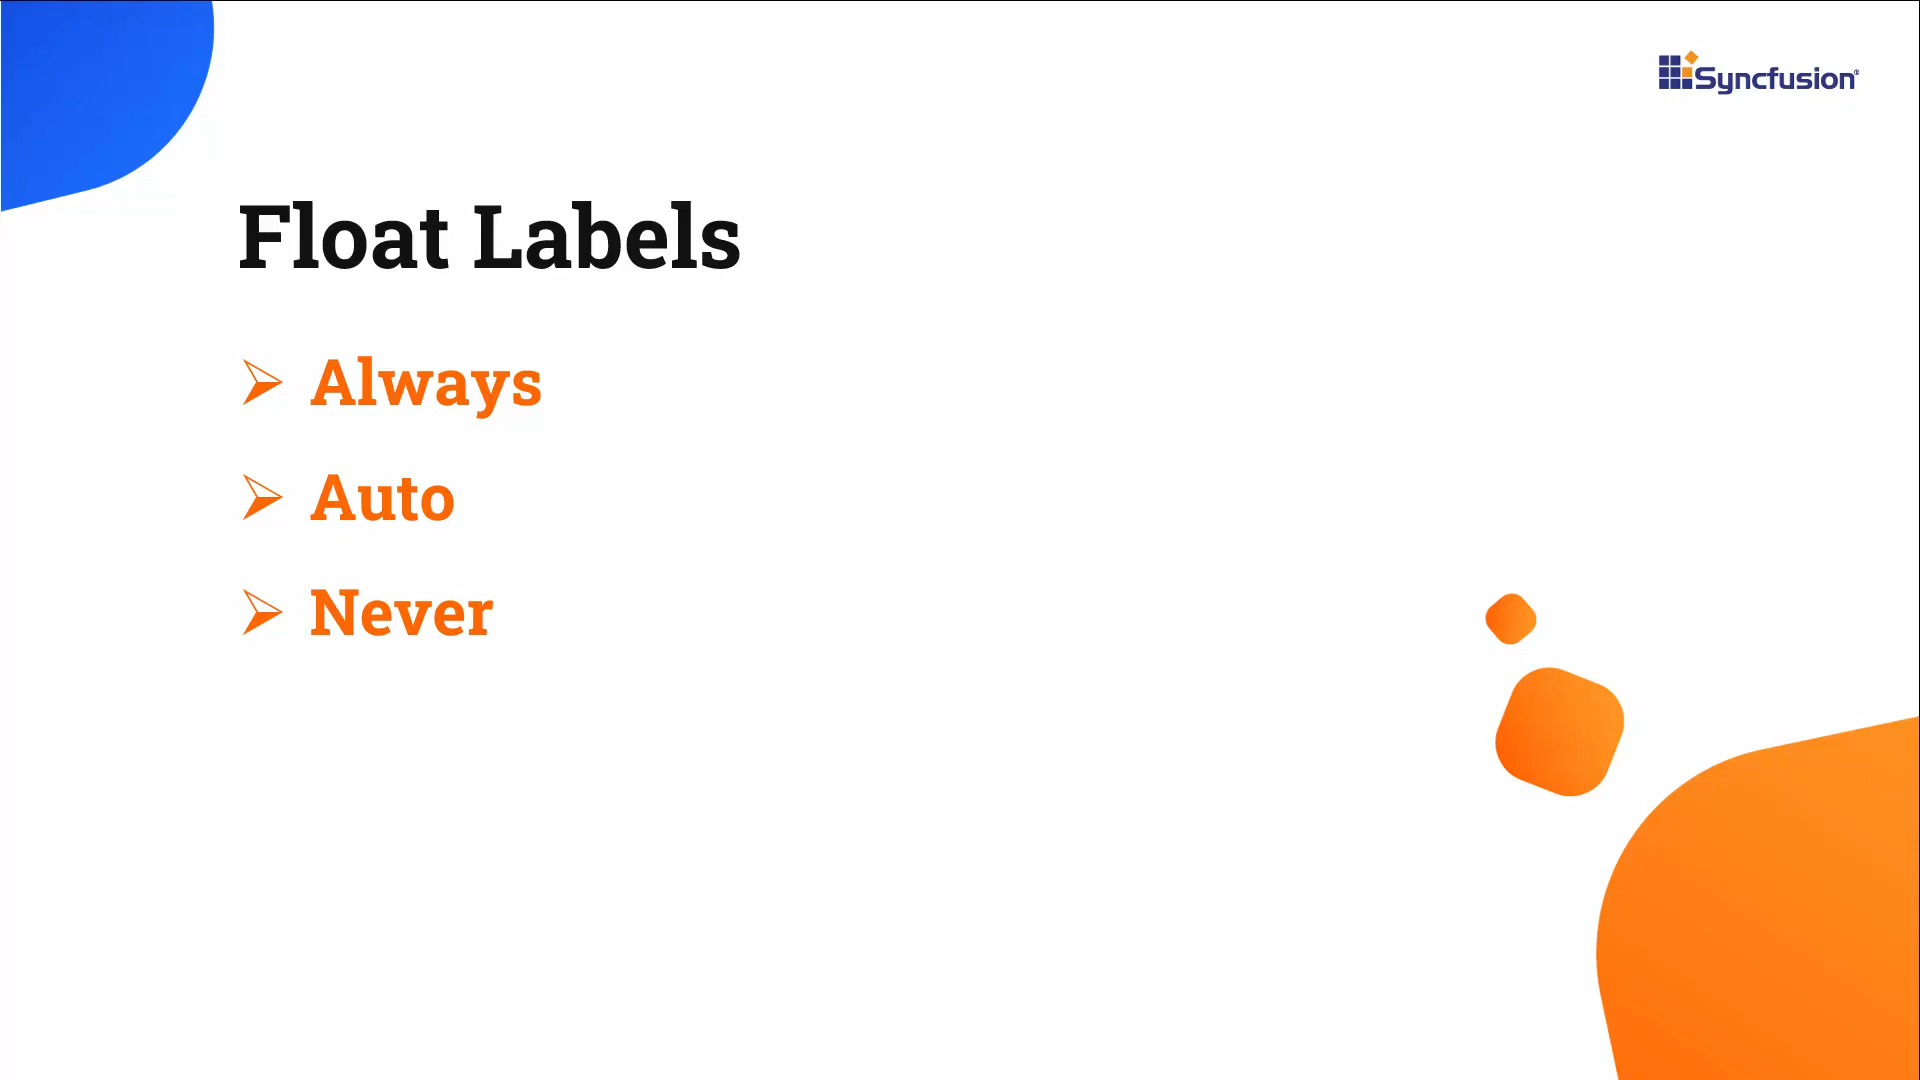 Syncfusion®
Float Labels
➢ Always
➢ Auto
➢ Never